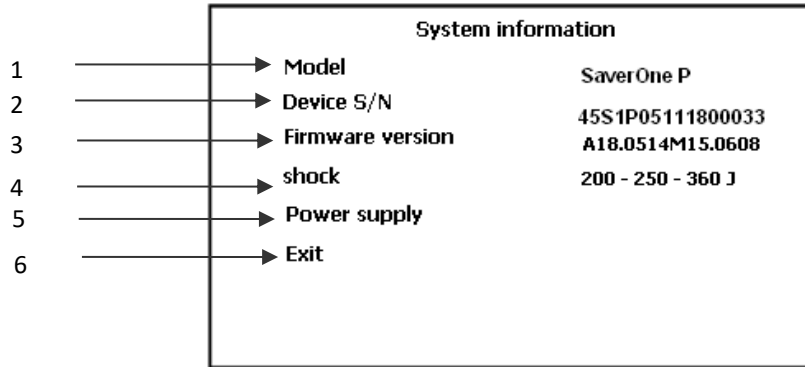 System information
1 Model SaverOne P
2 Device S/N 45S1P05111800033
3 Firmware version A18.0514M15.0608
4 shock 200 - 250 - 360 J
5 Power supply
6 Exit